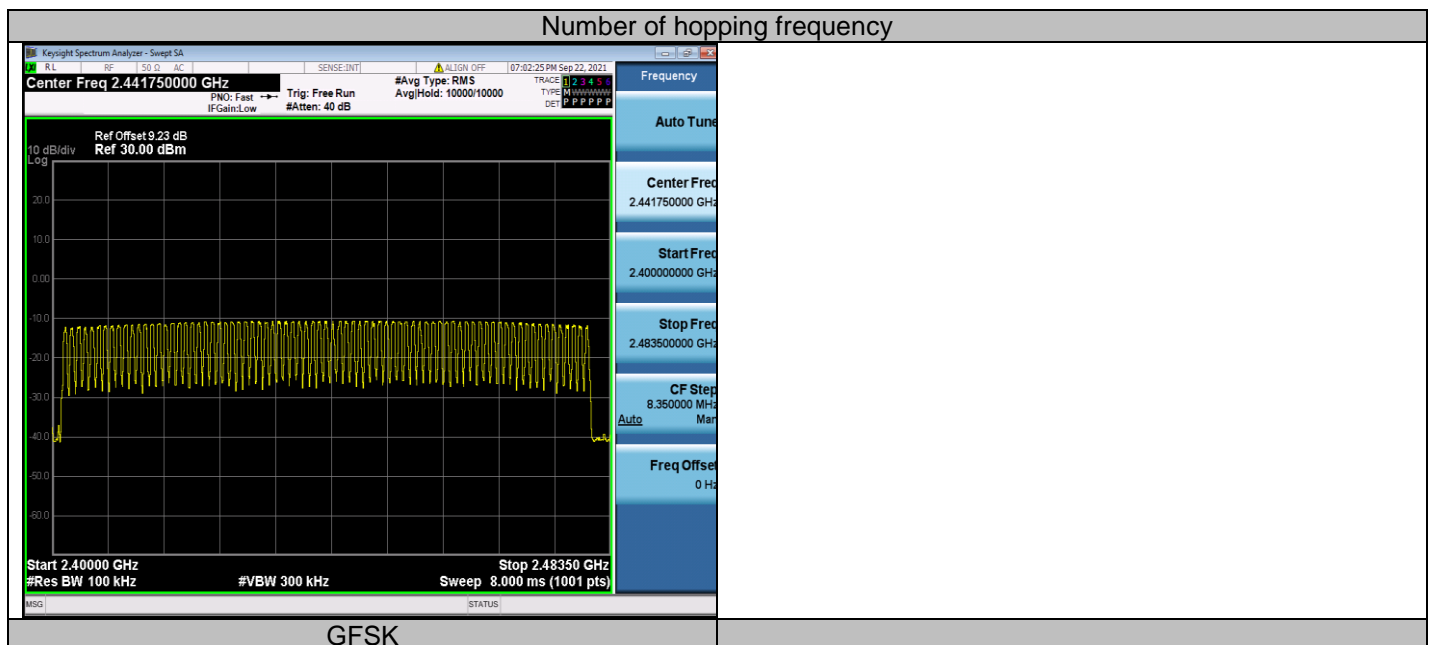 Number of hopping frequency
Keysight Spectrum Analyzer - Swept SA
RL RF 50 Ω AC SENSE:INT ALIGN OFF 07:02:25 PM Sep 22, 2021
Center Freq 2.441750000 GHz
PNO: Fast
IFGain:Low
Trig: Free Run
#Atten: 40 dB
#Avg Type: RMS
Avg|Hold: 10000/10000
TRACE 1 2 3 4 5 6
TYPE M W W W W W
DET P P P P P P
Ref Offset 9.23 dB
10 dB/div Ref 30.00 dBm
Log
20.0
10.0
0.00
-10.0
-20.0
-30.0
-40.0
-50.0
-60.0
Start 2.40000 GHz Stop 2.48350 GHz
#Res BW 100 kHz #VBW 300 kHz Sweep 8.000 ms (1001 pts)
MSG STATUS
Frequency
Auto Tune
Center Freq
2.441750000 GHz
Start Freq
2.400000000 GHz
Stop Freq
2.483500000 GHz
CF Step
8.350000 MHz
Auto Man
Freq Offset
0 Hz
GFSK